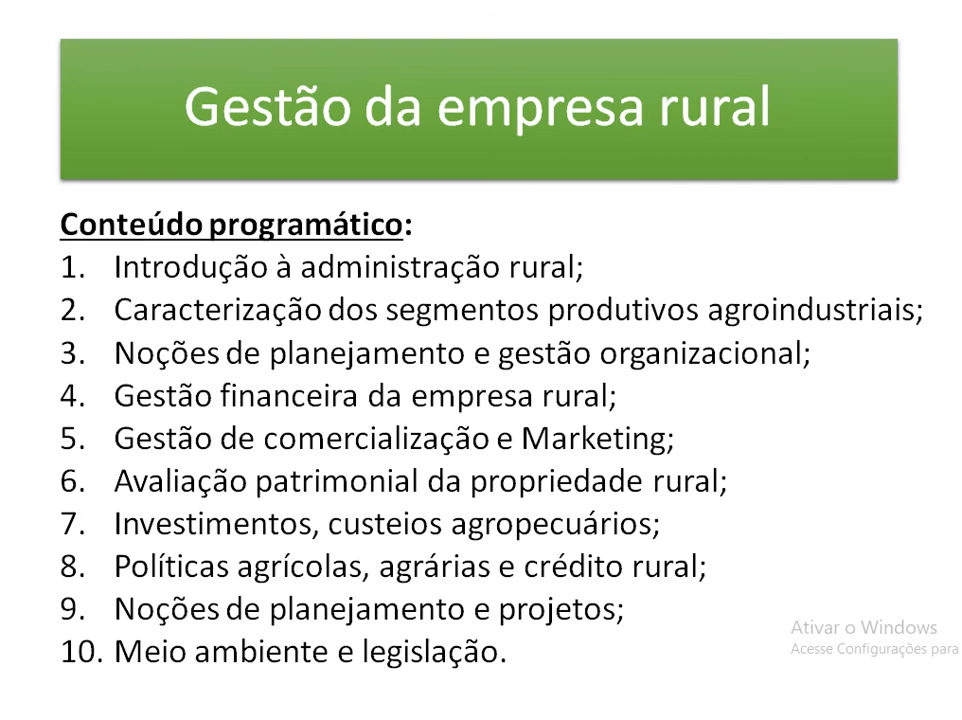 Gestão da empresa rural
Conteúdo programático:
1. Introdução à administração rural;
2. Caracterização dos segmentos produtivos agroindustriais;
3. Noções de planejamento e gestão organizacional;
4. Gestão financeira da empresa rural;
5. Gestão de comercialização e Marketing;
6. Avaliação patrimonial da propriedade rural;
7. Investimentos, custeios agropecuários;
8. Políticas agrícolas, agrárias e crédito rural;
9. Noções de planejamento e projetos;
10. Meio ambiente e legislação.
Ativar o Windows
Acesse Configurações para